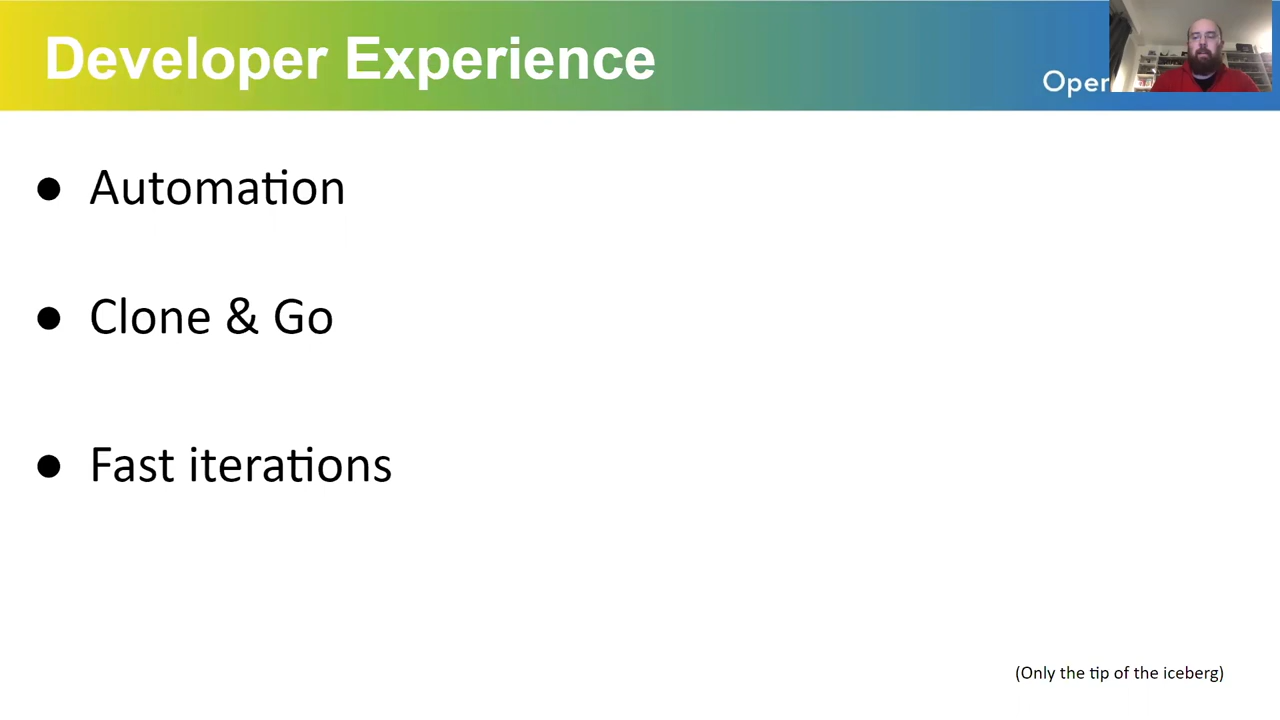 Developer Experience
Oper
● Automation
● Clone & Go
● Fast iterations
(Only the tip of the iceberg)